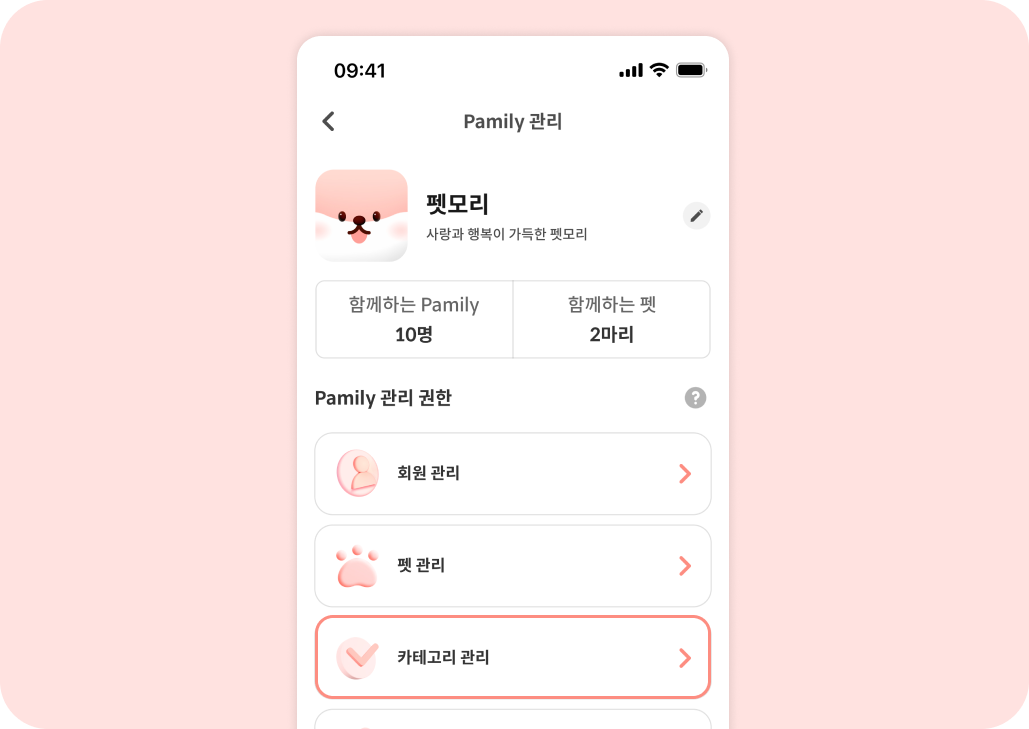 09:41
Pamily 관리
펫모리
사랑과 행복이 가득한 펫모리
함께하는 Pamily
10명
함께하는 펫
2마리
Pamily 관리 권한
?
회원 관리
펫 관리
카테고리 관리